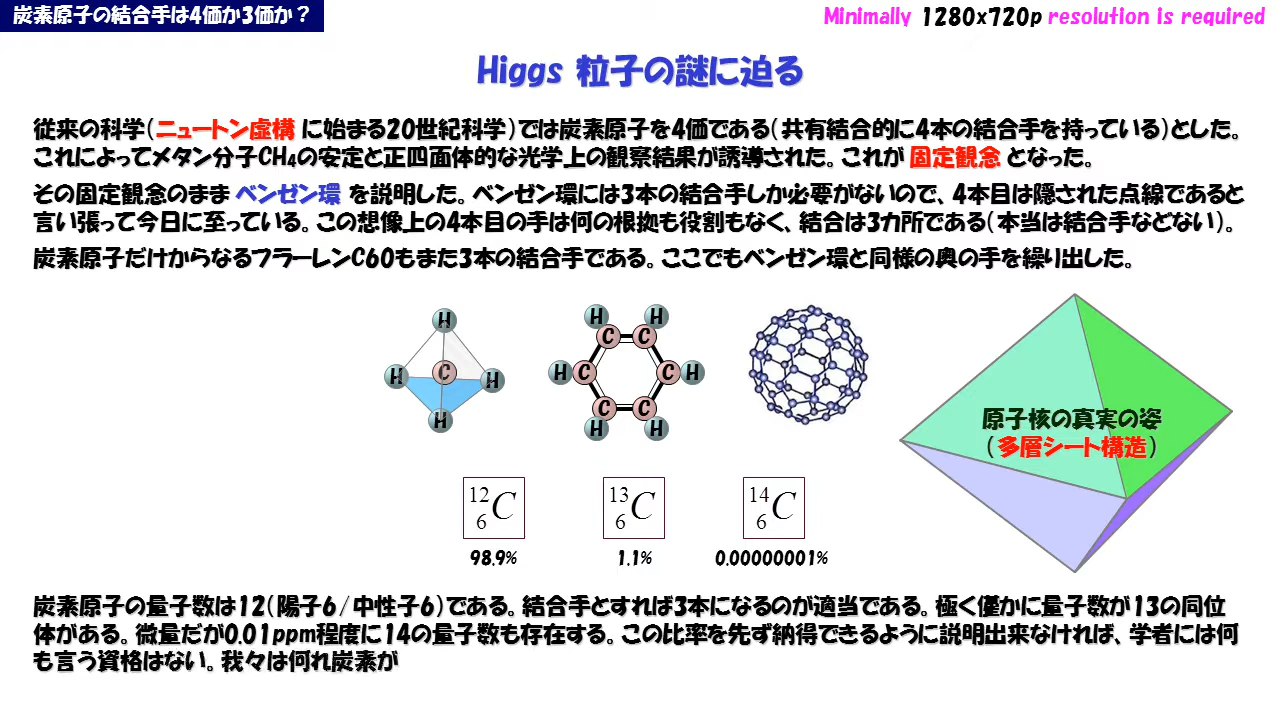 炭素原子の結合手は4価か3価か？
Minimally 1280x720p resolution is required
Higgs 粒子の謎に迫る
従来の科学（ニュートン虚構 に始まる20世紀科学）では炭素原子を4価である（共有結合的に4本の結合手を持っている）とした。
これによってメタン分子CH₄の安定と正四面体的な光学上の観察結果が誘導された。これが 固定観念 となった。
その固定観念のまま ベンゼン環 を説明した。ベンゼン環には3本の結合手しか必要がないので、4本目は隠された点線であると
言い張って今日に至っている。この想像上の4本目の手は何の根拠も役割もなく、結合は3カ所である（本当は結合手などない）。
炭素原子だけからなるフラーレンC60もまた3本の結合手である。ここでもベンゼン環と同様の奥の手を繰り出した。
H
H C H
H
H H
C C
H C C H
C C
H H
原子核の真実の姿
（多層シート構造）
12 6 C
13 6 C
14 6 C
98.9%
1.1%
0.00000001%
炭素原子の量子数は12（陽子6/中性子6）である。結合手とすれば3本になるのが適当である。極く僅かに量子数が13の同位
体がある。微量だが0.01ppm程度に14の量子数も存在する。この比率を先ず納得できるように説明出来なければ、学者には何
も言う資格はない。我々は何れ炭素が